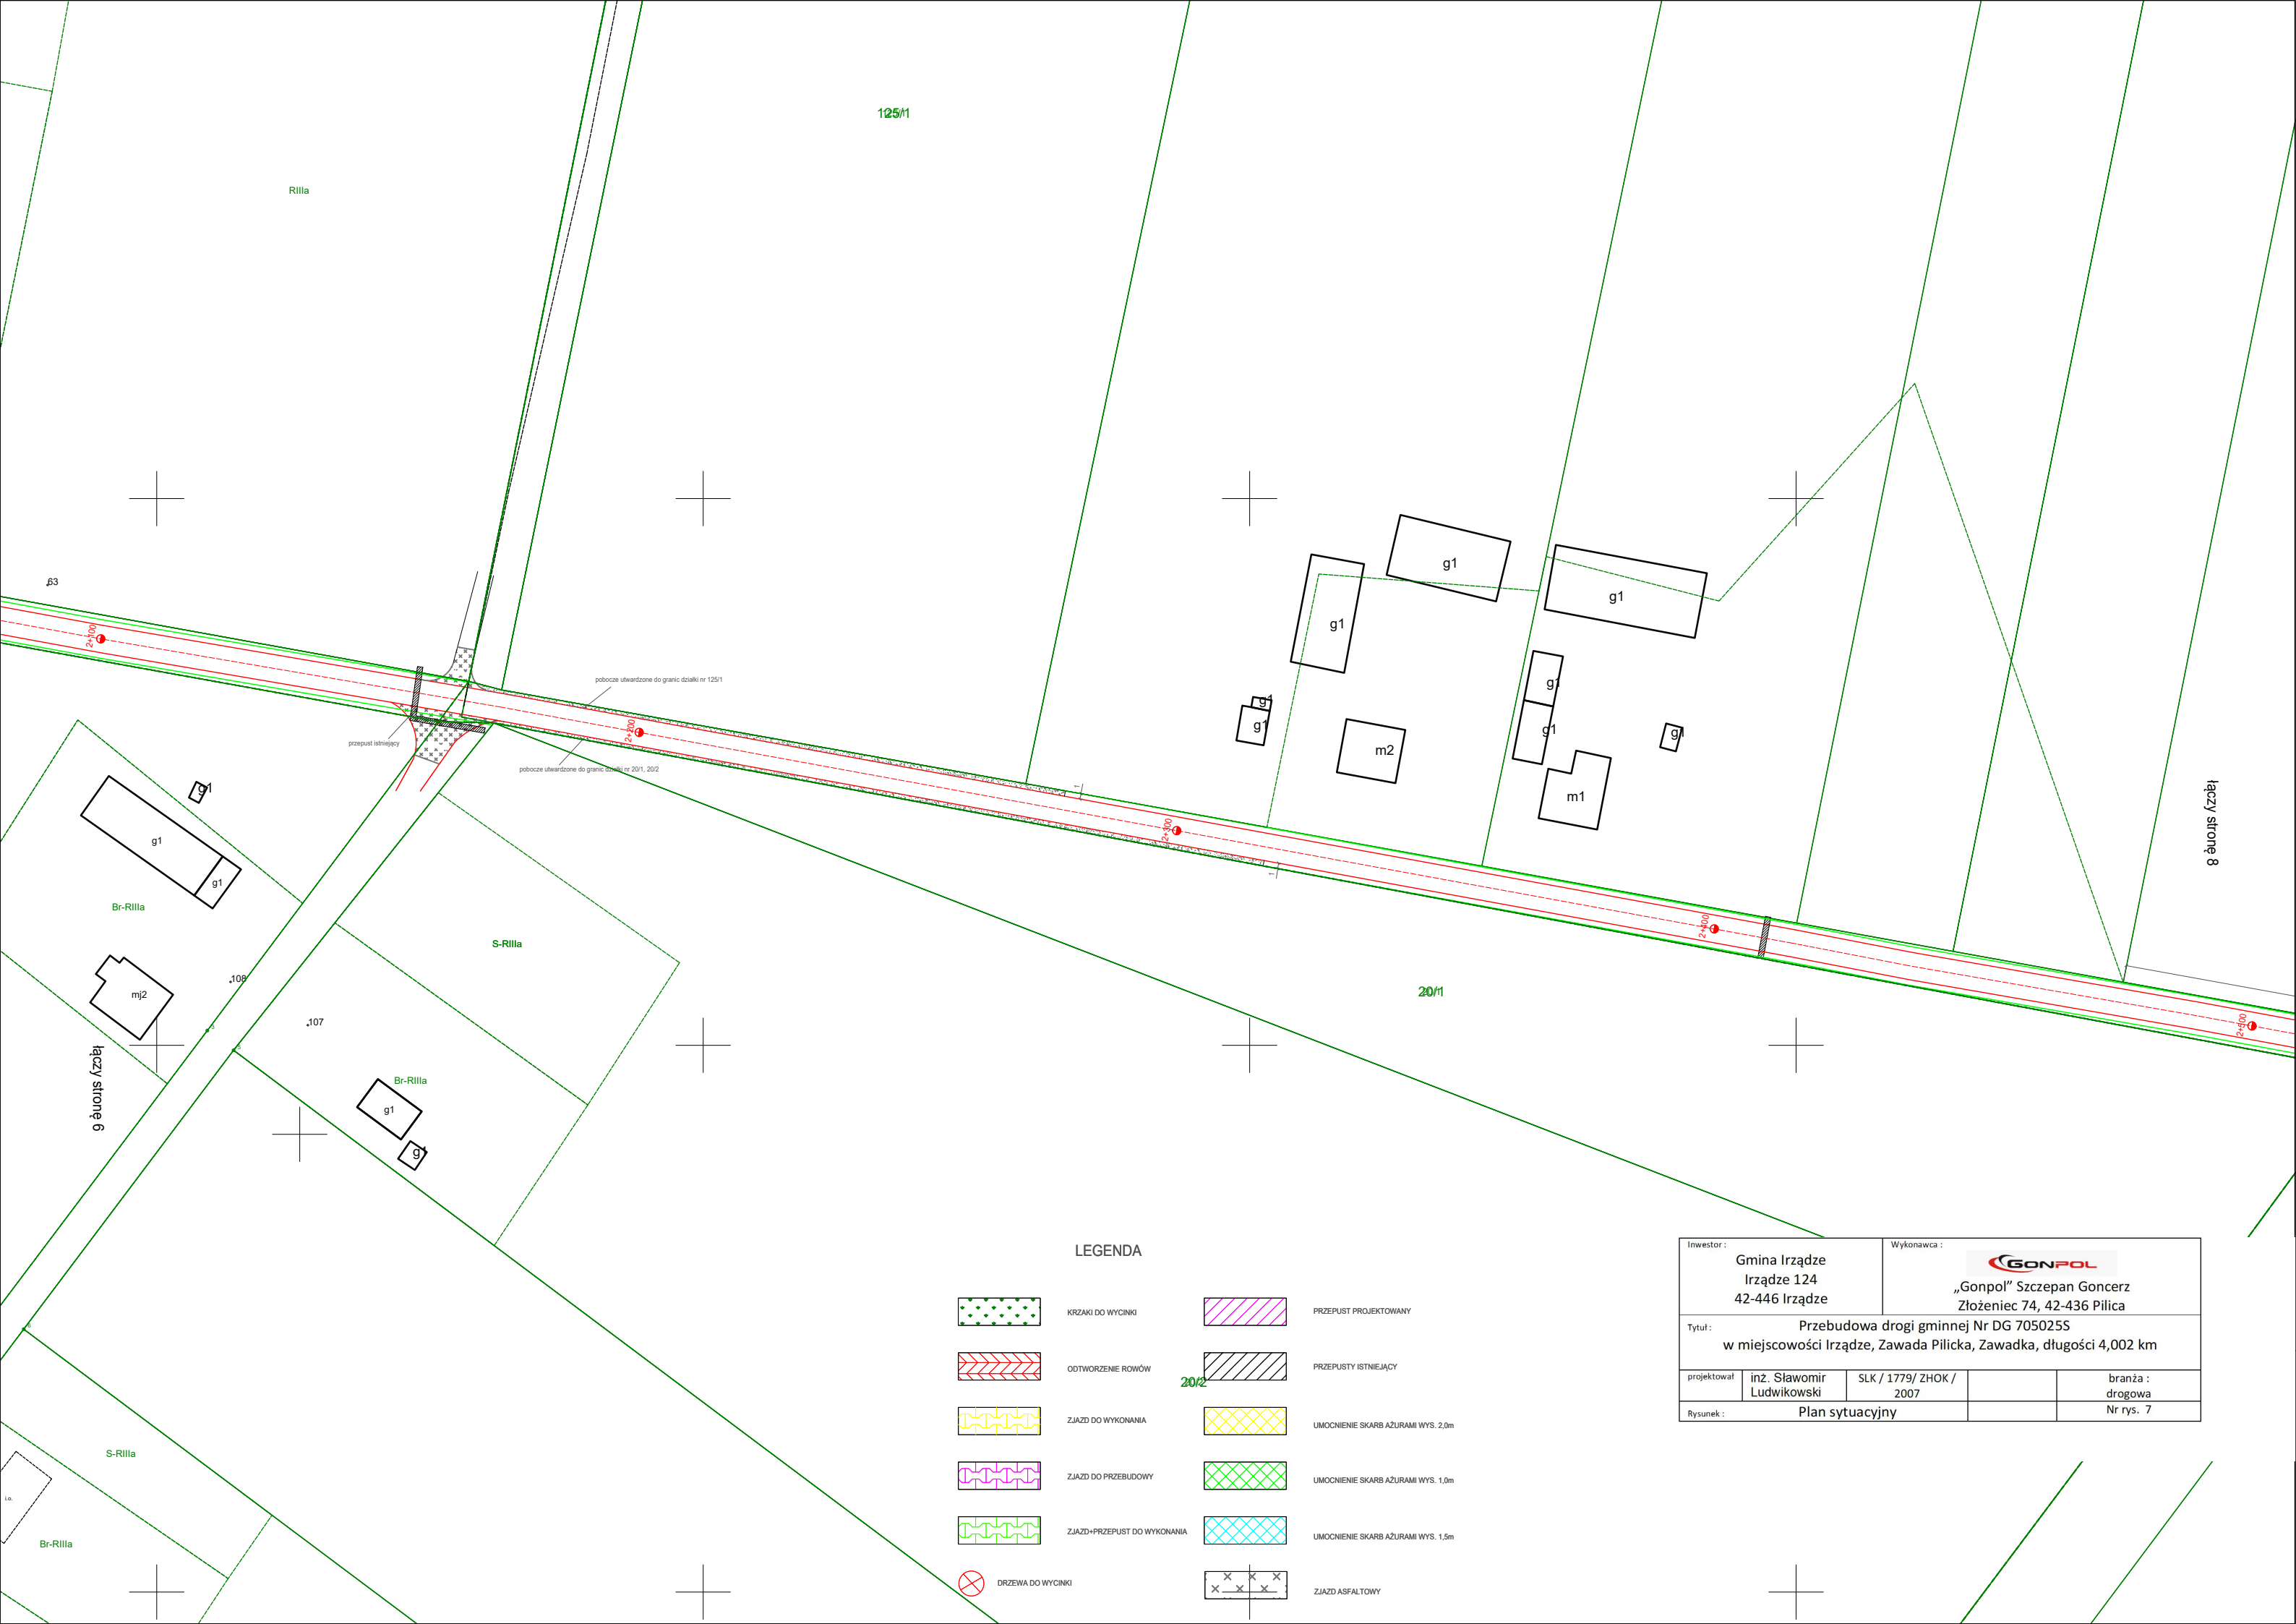 125/1
RIIIa
63
2+100
pobocze utwardzone do granic działki nr 125/1
przepust istniejący
2+200
pobocze utwardzone do granic działki nr 20/1, 20/2
g1
g1
g1
g1
g1
g1
g1
g1
g1
m2
m1
2+300
2+400
2+500
łączy stronę 8
g1
g1
g1
Br-RIIIa
S-RIIIa
mj2
108
107
łączy stronę 6
Br-RIIIa
g1
g1
20/1
20/2
S-RIIIa
i.o.
Br-RIIIa
LEGENDA
KRZAKI DO WYCINKI
PRZEPUST PROJEKTOWANY
ODTWORZENIE ROWÓW
PRZEPUSTY ISTNIEJĄCY
ZJAZD DO WYKONANIA
UMOCNIENIE SKARB AŻURAMI WYS. 2,0m
ZJAZD DO PRZEBUDOWY
UMOCNIENIE SKARB AŻURAMI WYS. 1,0m
ZJAZD+PRZEPUST DO WYKONANIA
UMOCNIENIE SKARB AŻURAMI WYS. 1,5m
DRZEWA DO WYCINKI
ZJAZD ASFALTOWY
Inwestor :
Gmina Irządze
Irządze 124
42-446 Irządze
Wykonawca :
GONPOL
„Gonpol” Szczepan Goncerz
Złożeniec 74, 42-436 Pilica
Tytuł : Przebudowa drogi gminnej Nr DG 705025S
w miejscowości Irządze, Zawada Pilicka, Zawadka, długości 4,002 km
projektował
inż. Sławomir
Ludwikowski
SLK / 1779/ ZHOK /
2007
branża :
drogowa
Rysunek : Plan sytuacyjny
Nr rys. 7